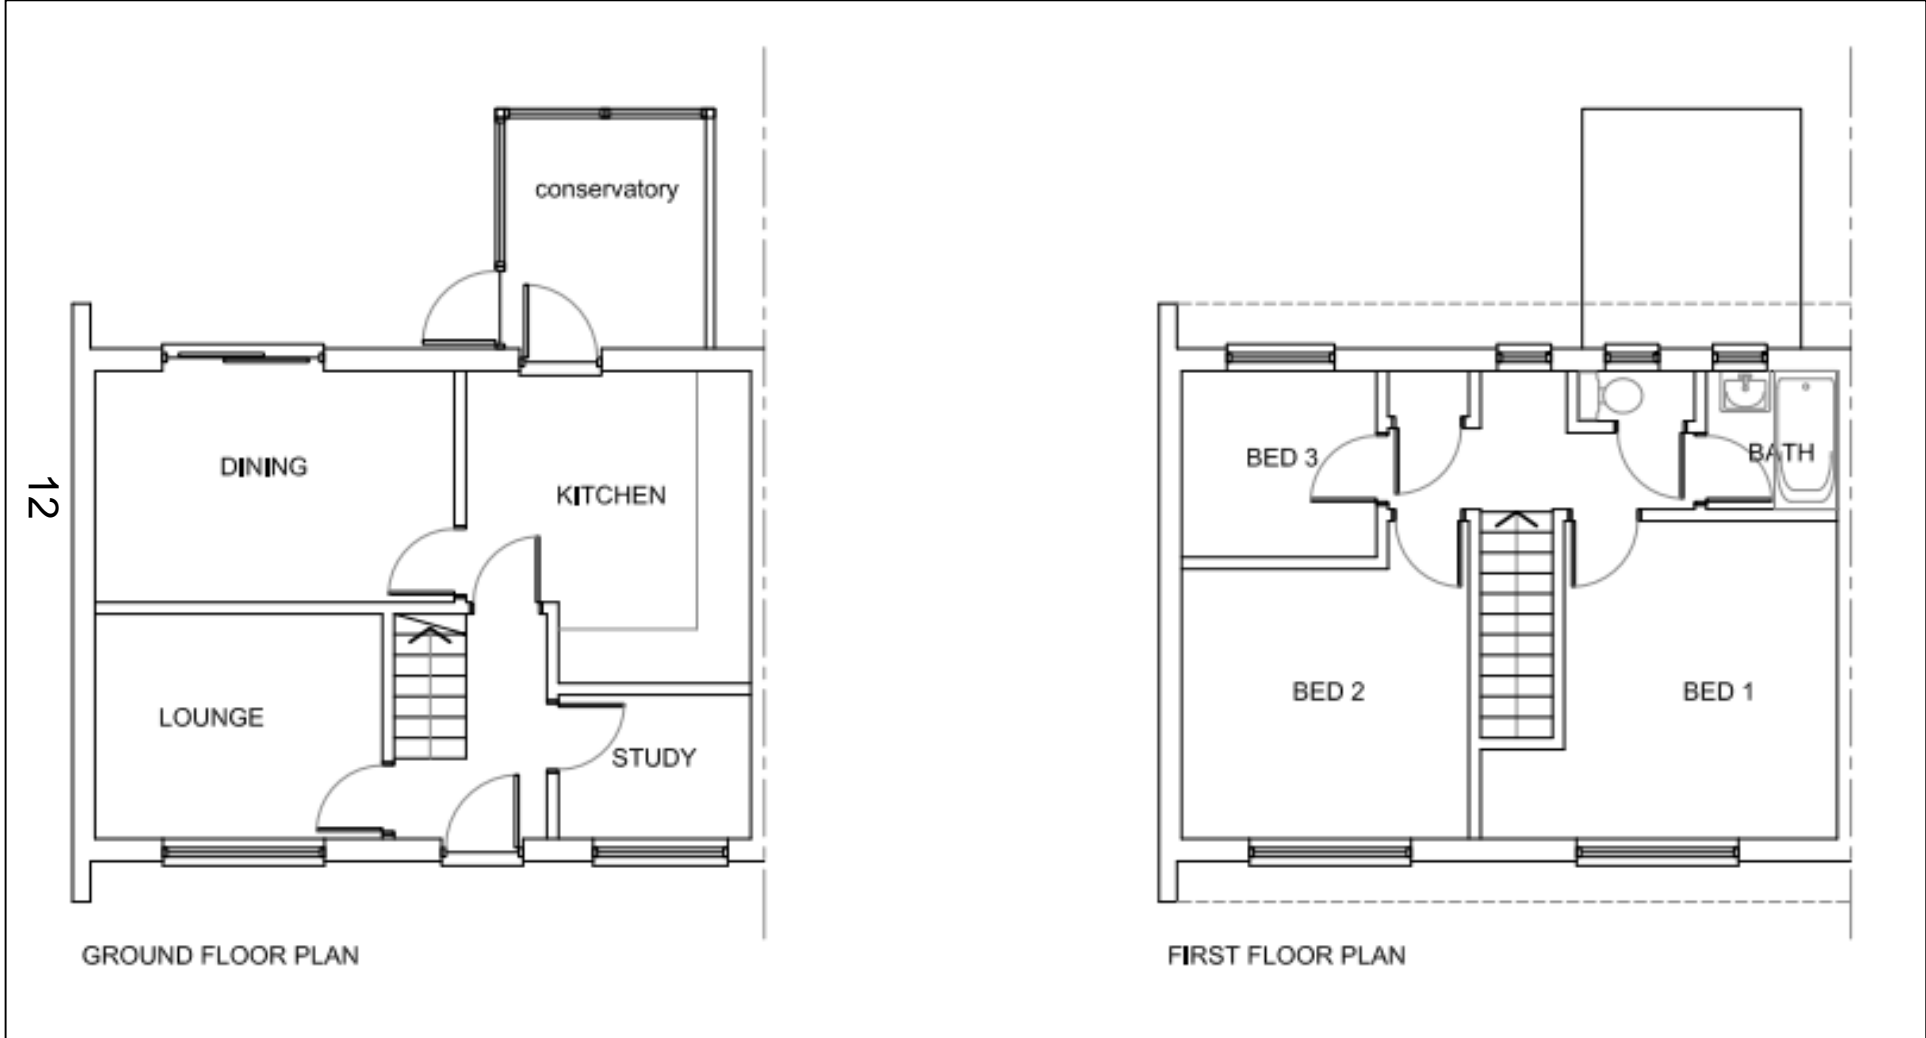 conservatory
DINING
KITCHEN
12
LOUNGE
STUDY
GROUND FLOOR PLAN
BED 3
BATH
BED 2
BED 1
FIRST FLOOR PLAN